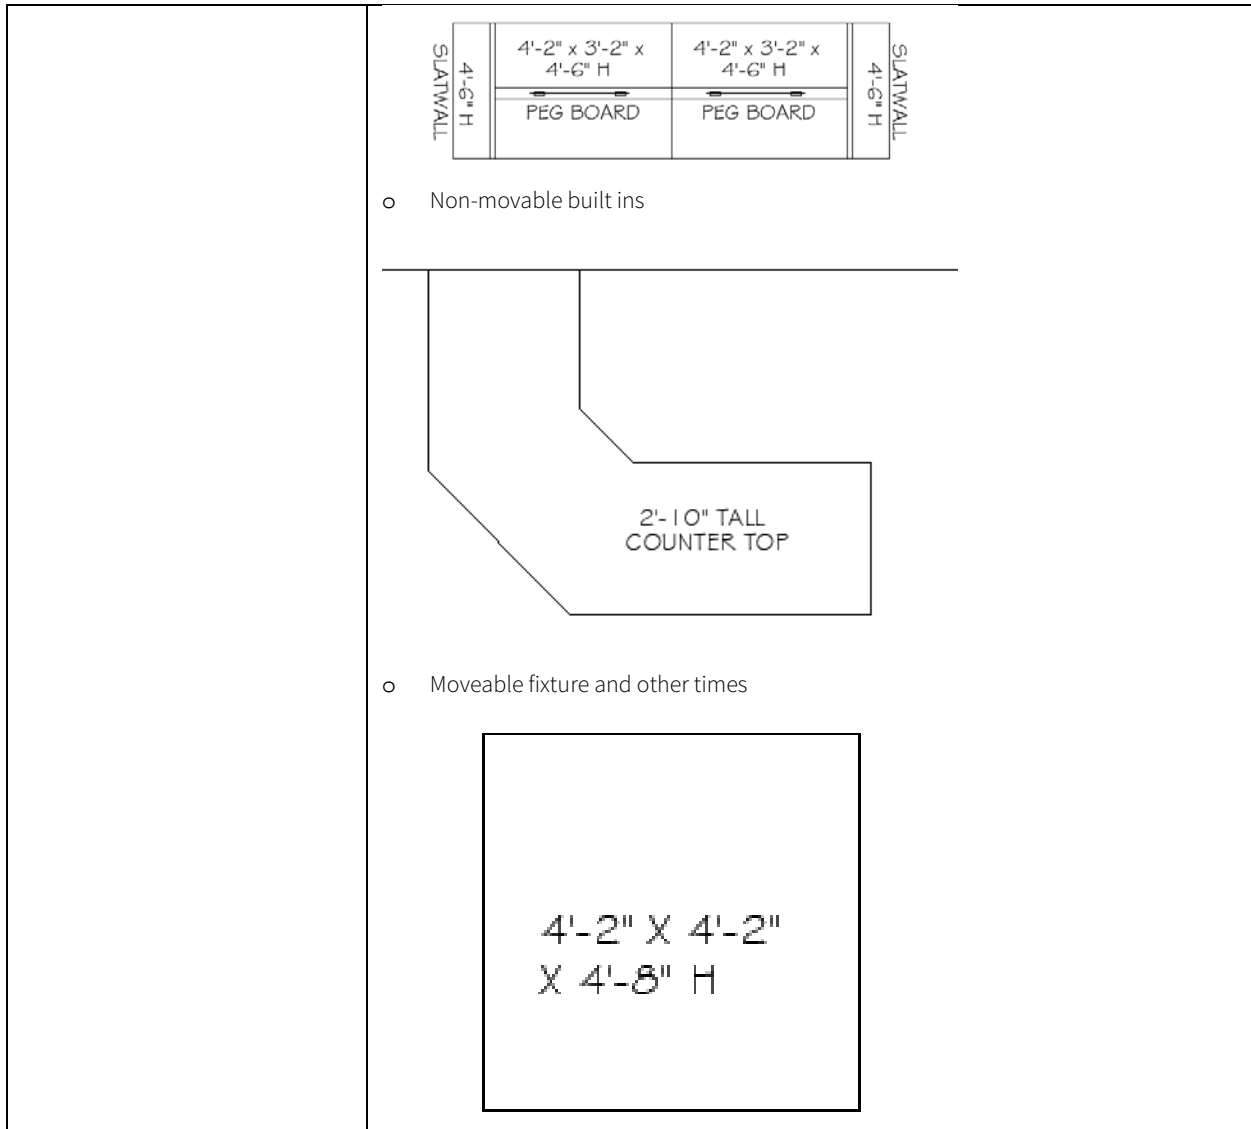 SLATWALL
4'-6" H
4'-2" x 3'-2" x
4'-6" H
PEG BOARD
4'-2" x 3'-2" x
4'-6" H
PEG BOARD
4'-6" H
SLATWALL
o Non-movable built ins
2'-10" TALL
COUNTER TOP
o Moveable fixture and other times
4'-2" X 4'-2"
X 4'-8" H